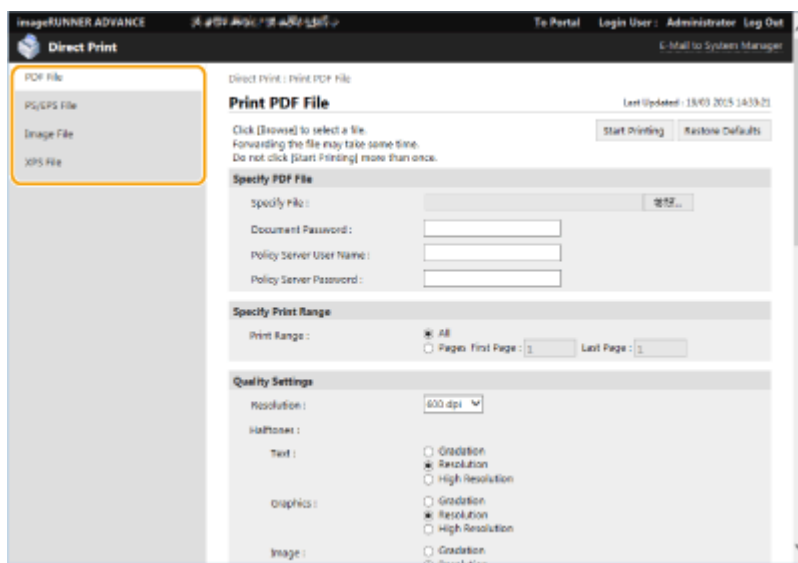 imageRUNNER ADVANCE To Portal Login User : Administrator Log Out
Direct Print E-Mail to System Manager
PDF File
PS/EPS File
Image File
XPS File
Direct Print : Print PDF File
Print PDF File Last Updated : 19/03 2015 14:33:21
Click [Browse] to select a file.
Forwarding the file may take some time.
Do not click [Start Printing] more than once.
Start Printing Restore Defaults
Specify PDF File
Specify File : 参照...
Document Password :
Policy Server User Name :
Policy Server Password :
Specify Print Range
Print Range : All
Pages First Page : 1 Last Page : 1
Quality Settings
Resolution : 600 dpi
Halftones :
Text : Gradation
Resolution
High Resolution
Graphics : Gradation
Resolution
High Resolution
Image : Gradation